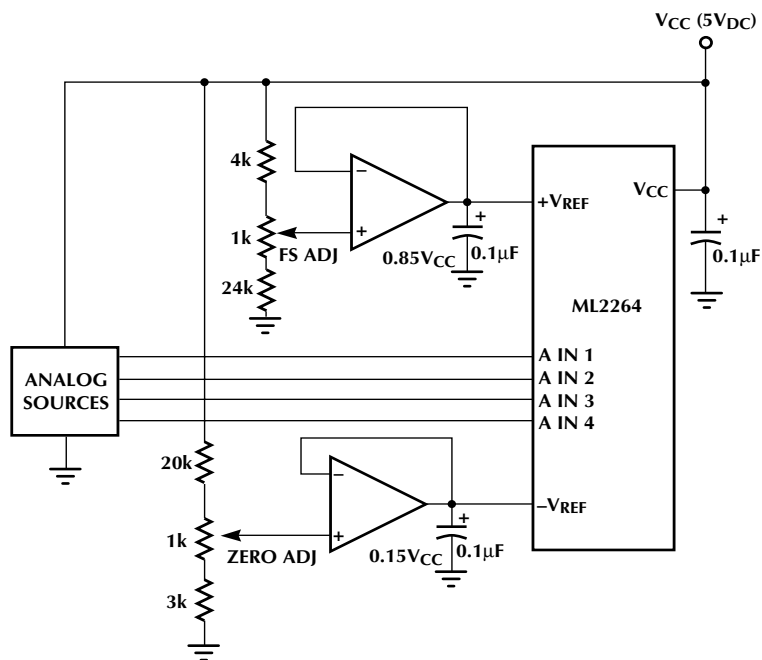 VCC (5VDC)
4k
1k
FS ADJ
24k
−
+
+
0.85VCC
0.1µF
+VREF
VCC
+
0.1µF
ML2264
ANALOG
SOURCES
A IN 1
A IN 2
A IN 3
A IN 4
20k
1k
ZERO ADJ
3k
−
+
+
0.15VCC
0.1µF
−VREF